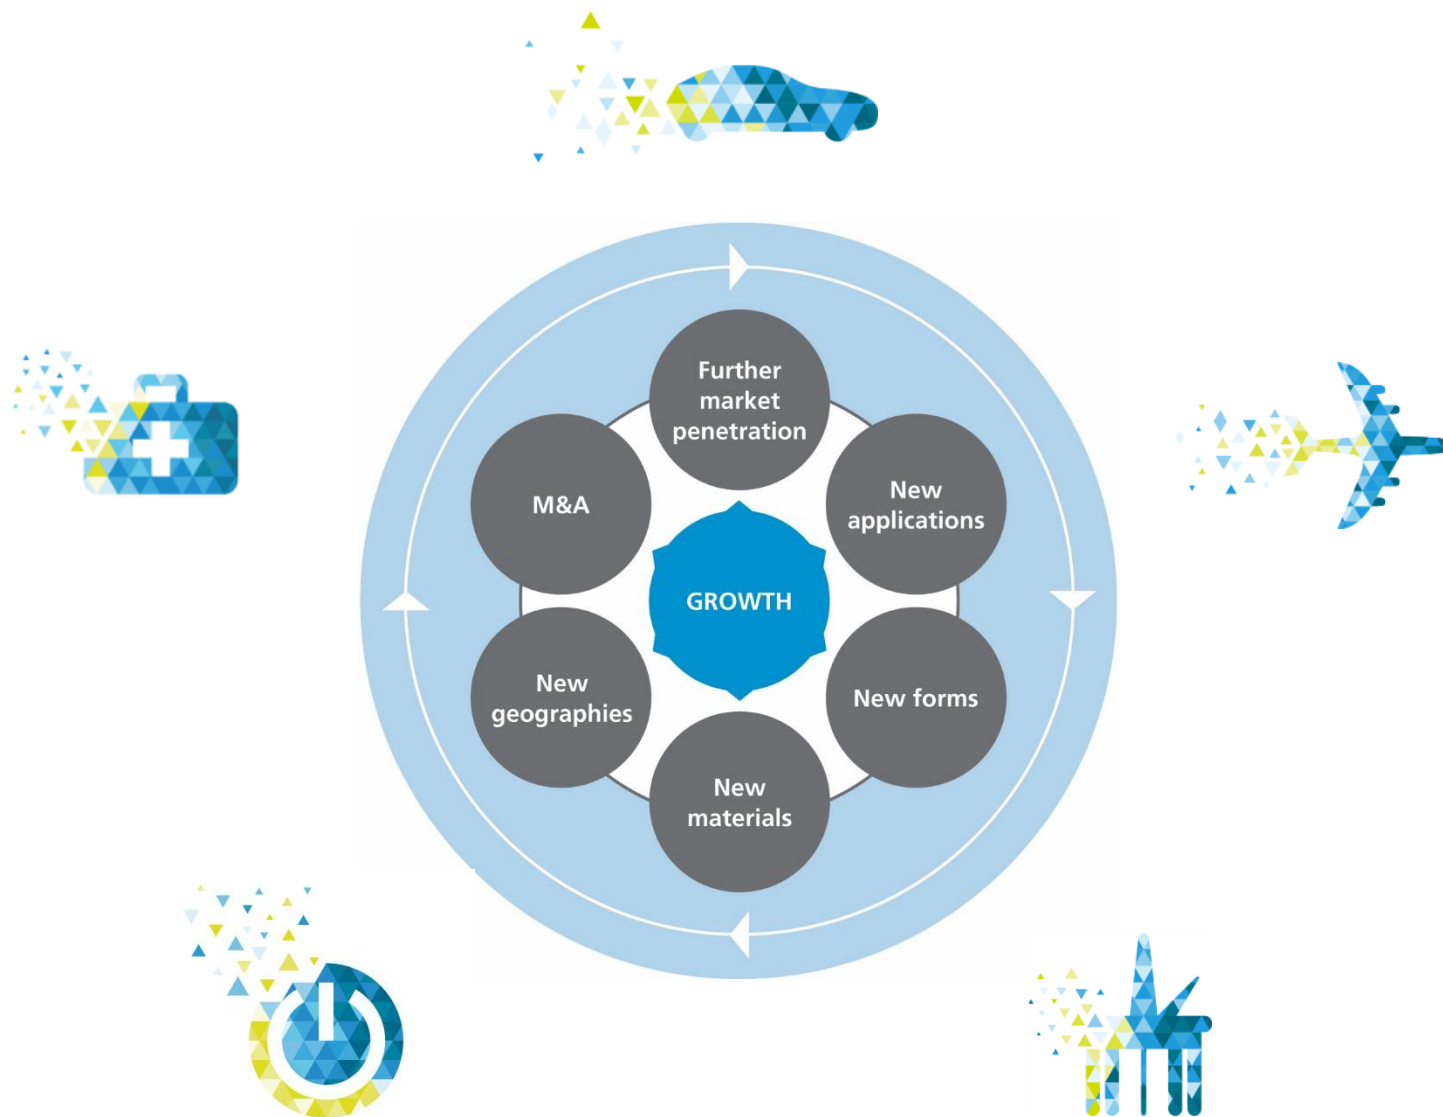 Further
market
penetration
New
applications
New forms
New
materials
New
geographies
M&A
GROWTH